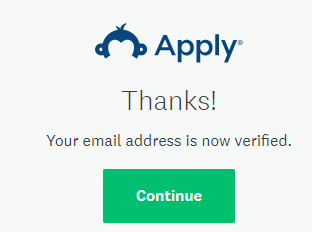 Apply®
Thanks!
Your email address is now verified.
Continue